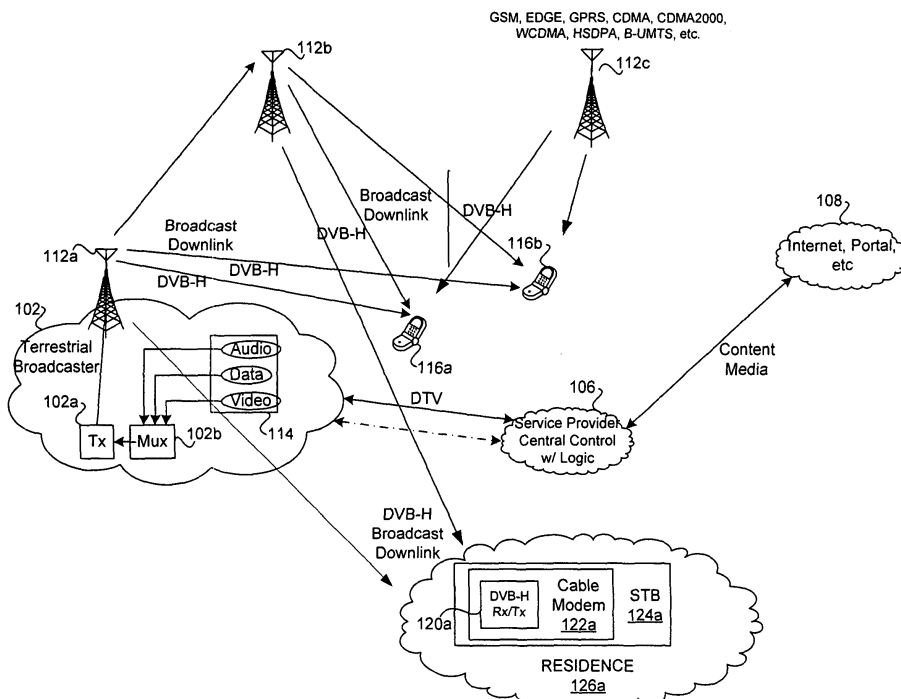 GSM, EDGE, GPRS, CDMA, CDMA2000,
WCDMA, HSDPA, B-UMTS, etc.
112b
112c
112a
Broadcast
Downlink
Broadcast
Downlink
DVB-H
DVB-H
DVB-H
DVB-H
116b
116a
108
Internet, Portal,
etc
Content
Media
102
Terrestrial
Broadcaster
Audio
Data
Video
114
102a
Tx
Mux
102b
DTV
106
Service Provider
Central Control
w/ Logic
DVB-H
Broadcast
Downlink
120a
DVB-H
Rx/Tx
Cable
Modem
122a
STB
124a
RESIDENCE
126a